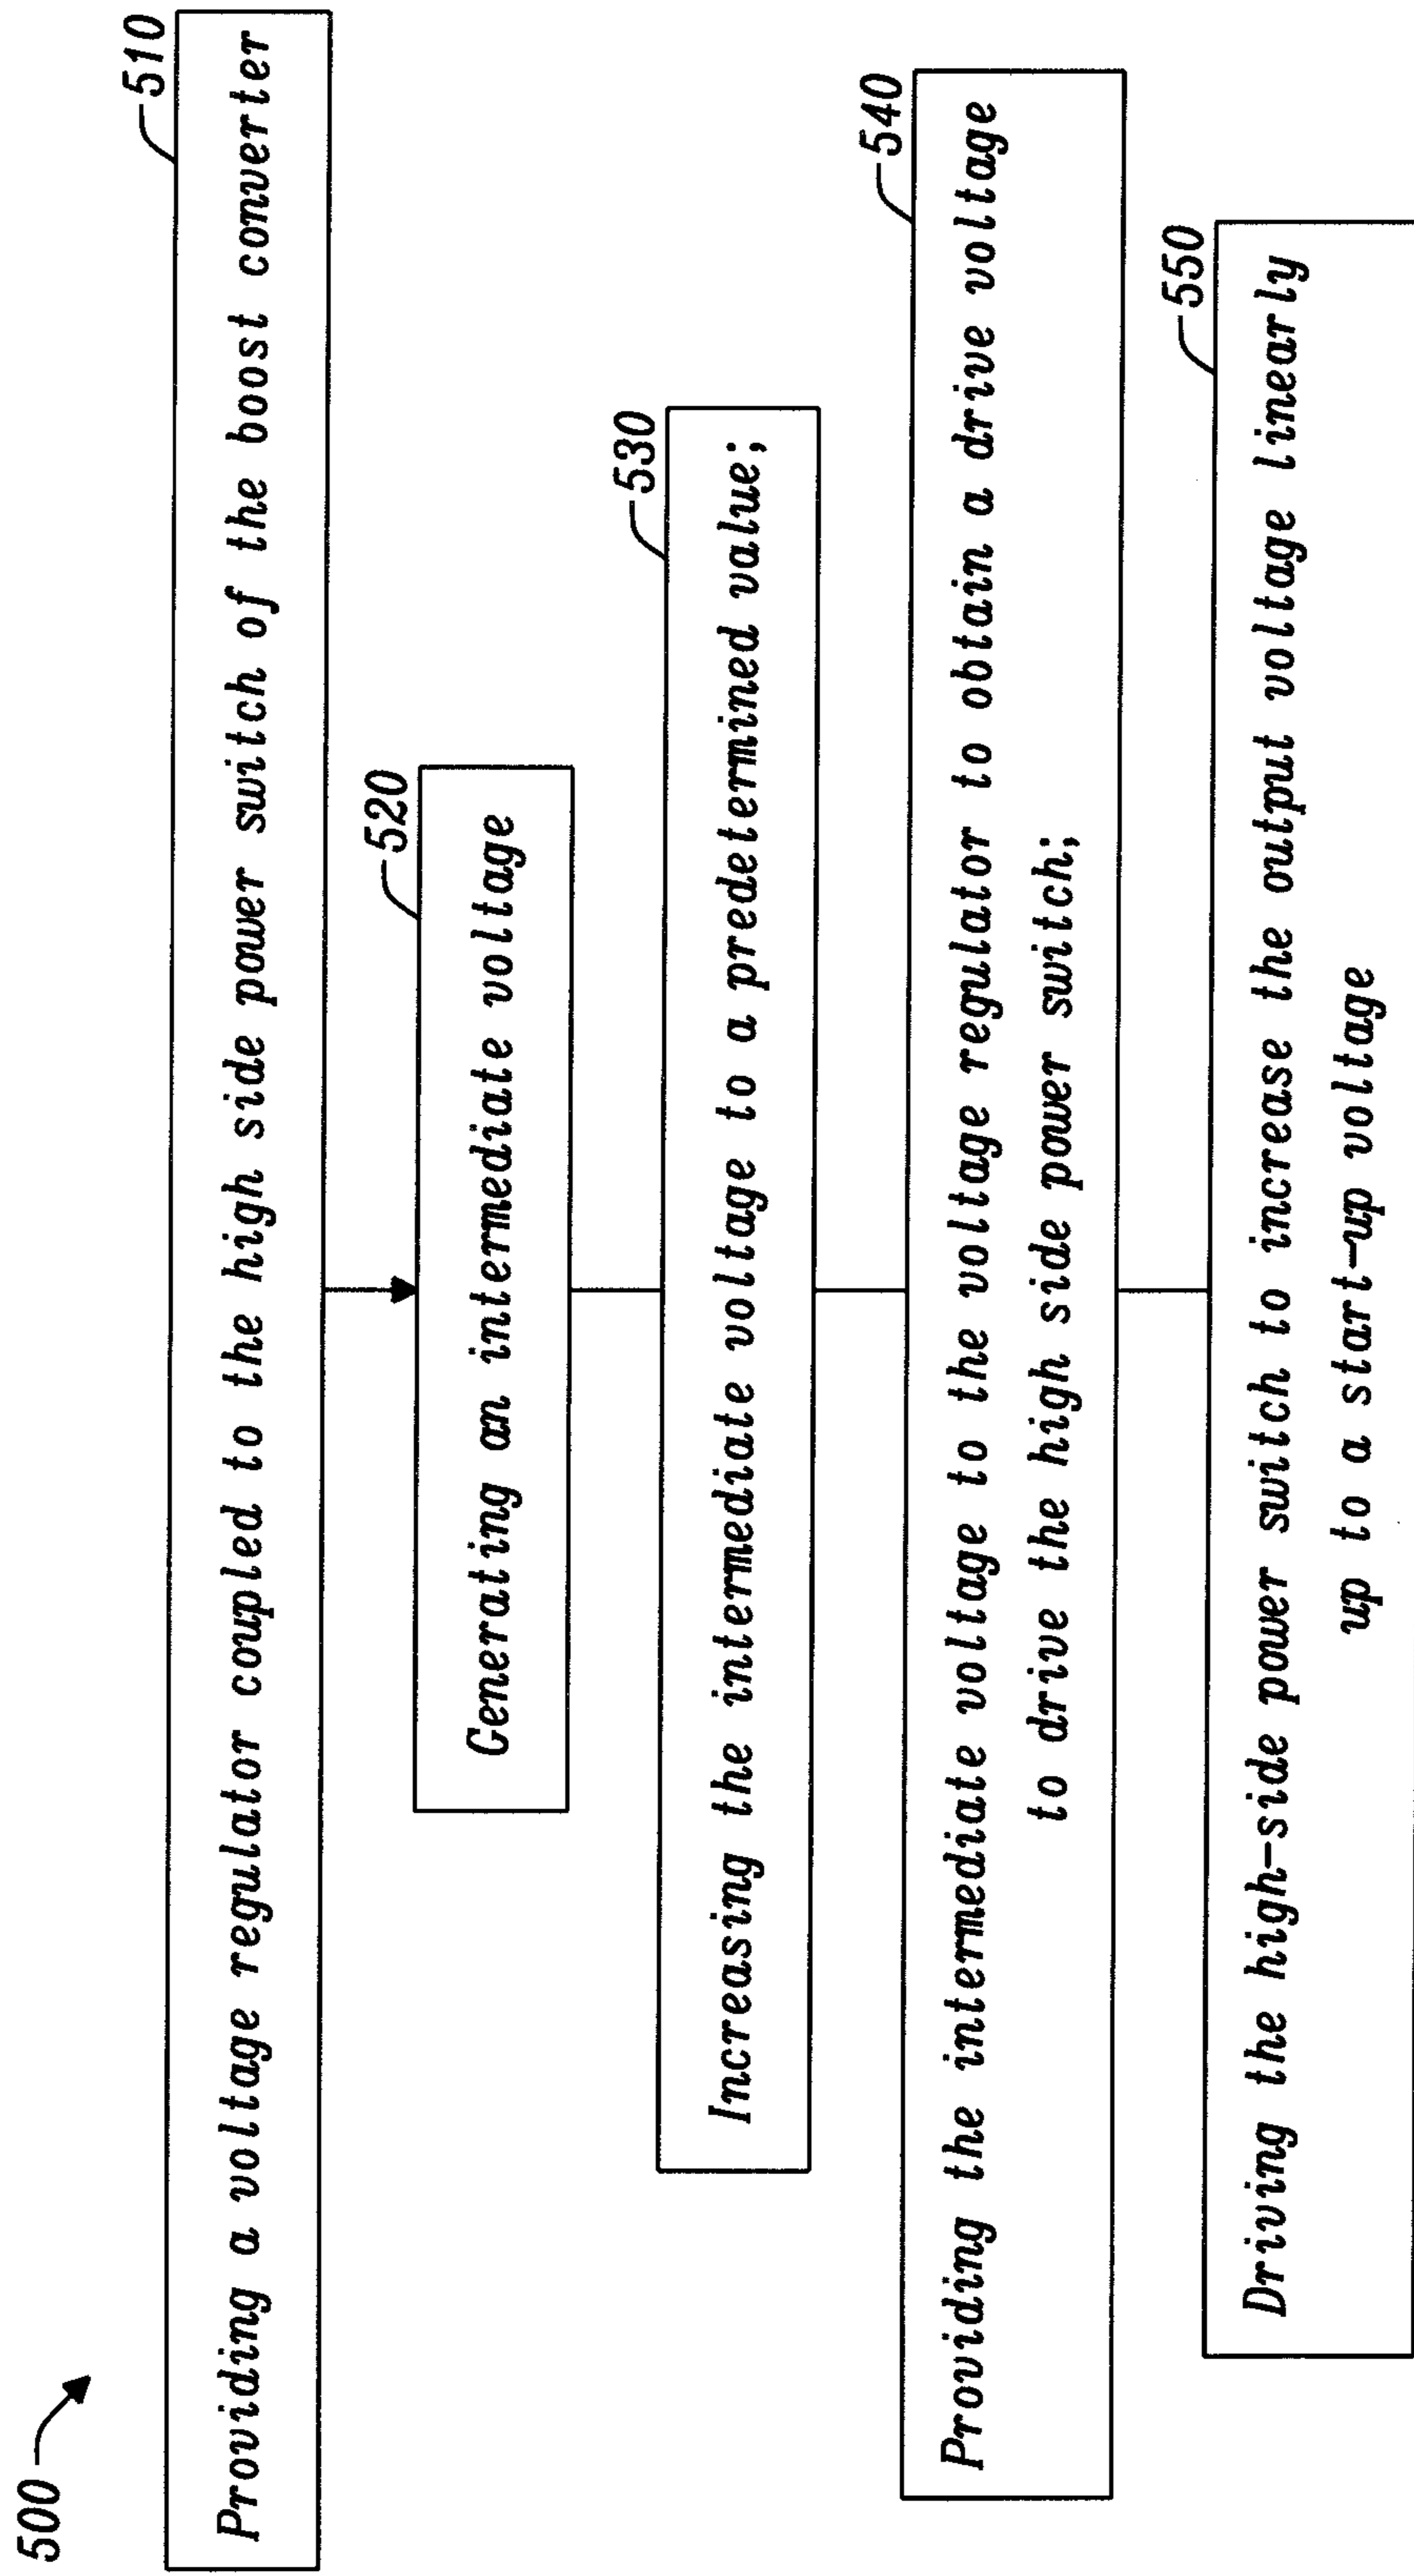 500
510
Providing a voltage regulator coupled to the high side power switch of the boost converter
520
Generating an intermediate voltage
530
Increasing the intermediate voltage to a predetermined value;
540
Providing the intermediate voltage to the voltage regulator to obtain a drive voltage
to drive the high side power switch;
550
Driving the high-side power switch to increase the output voltage linearly
up to a start-up voltage